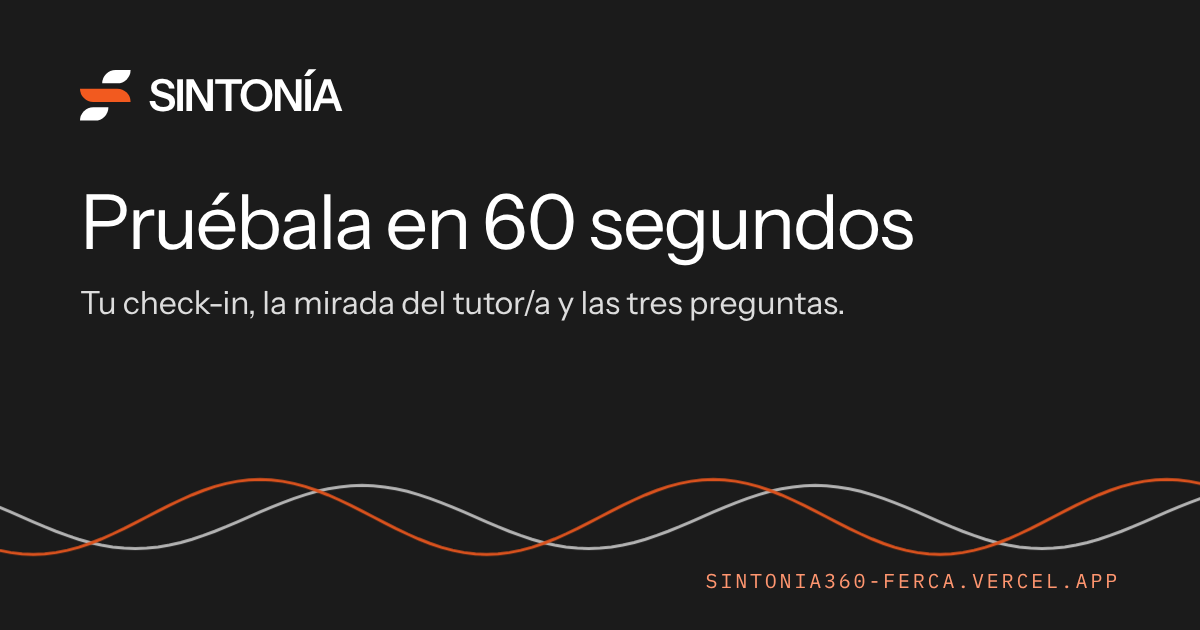 SINTONÍA
Pruébala en 60 segundos
Tu check-in, la mirada del tutor/a y las tres preguntas.
SINTONIA360-FERCA.VERCEL.APP